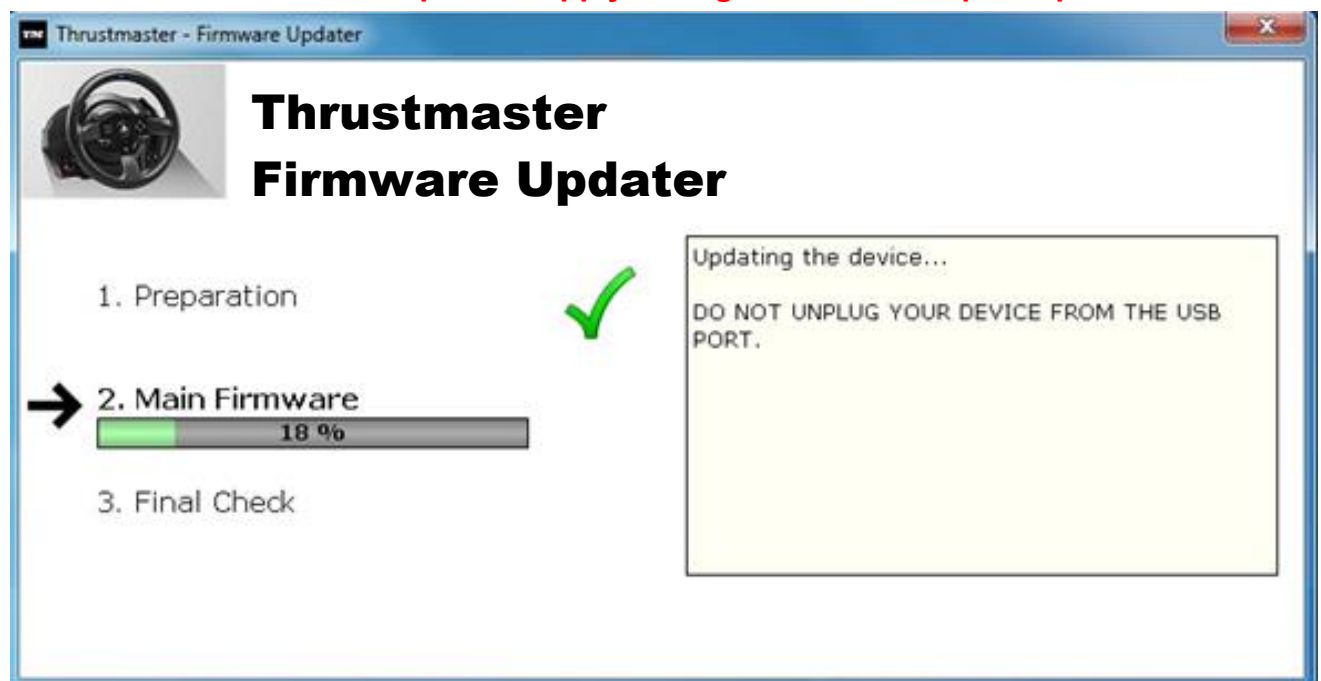 Thrustmaster - Firmware Updater
Thrustmaster
Firmware Updater
1. Preparation
2. Main Firmware
18 %
3. Final Check
Updating the device...
DO NOT UNPLUG YOUR DEVICE FROM THE USB
PORT.